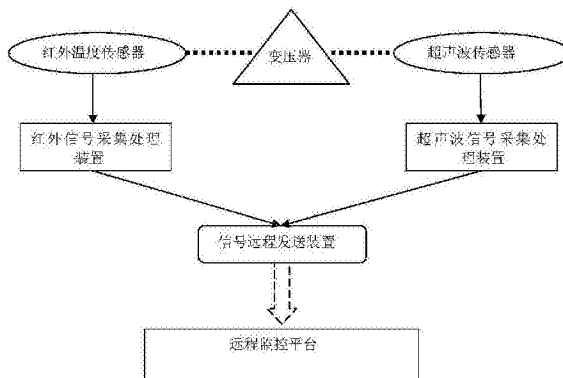 红外温度传感器
变压器
超声波传感器
红外信号采集处理
装置
超声波信号采集处
理装置
信号远程发送装置
远程监控平台